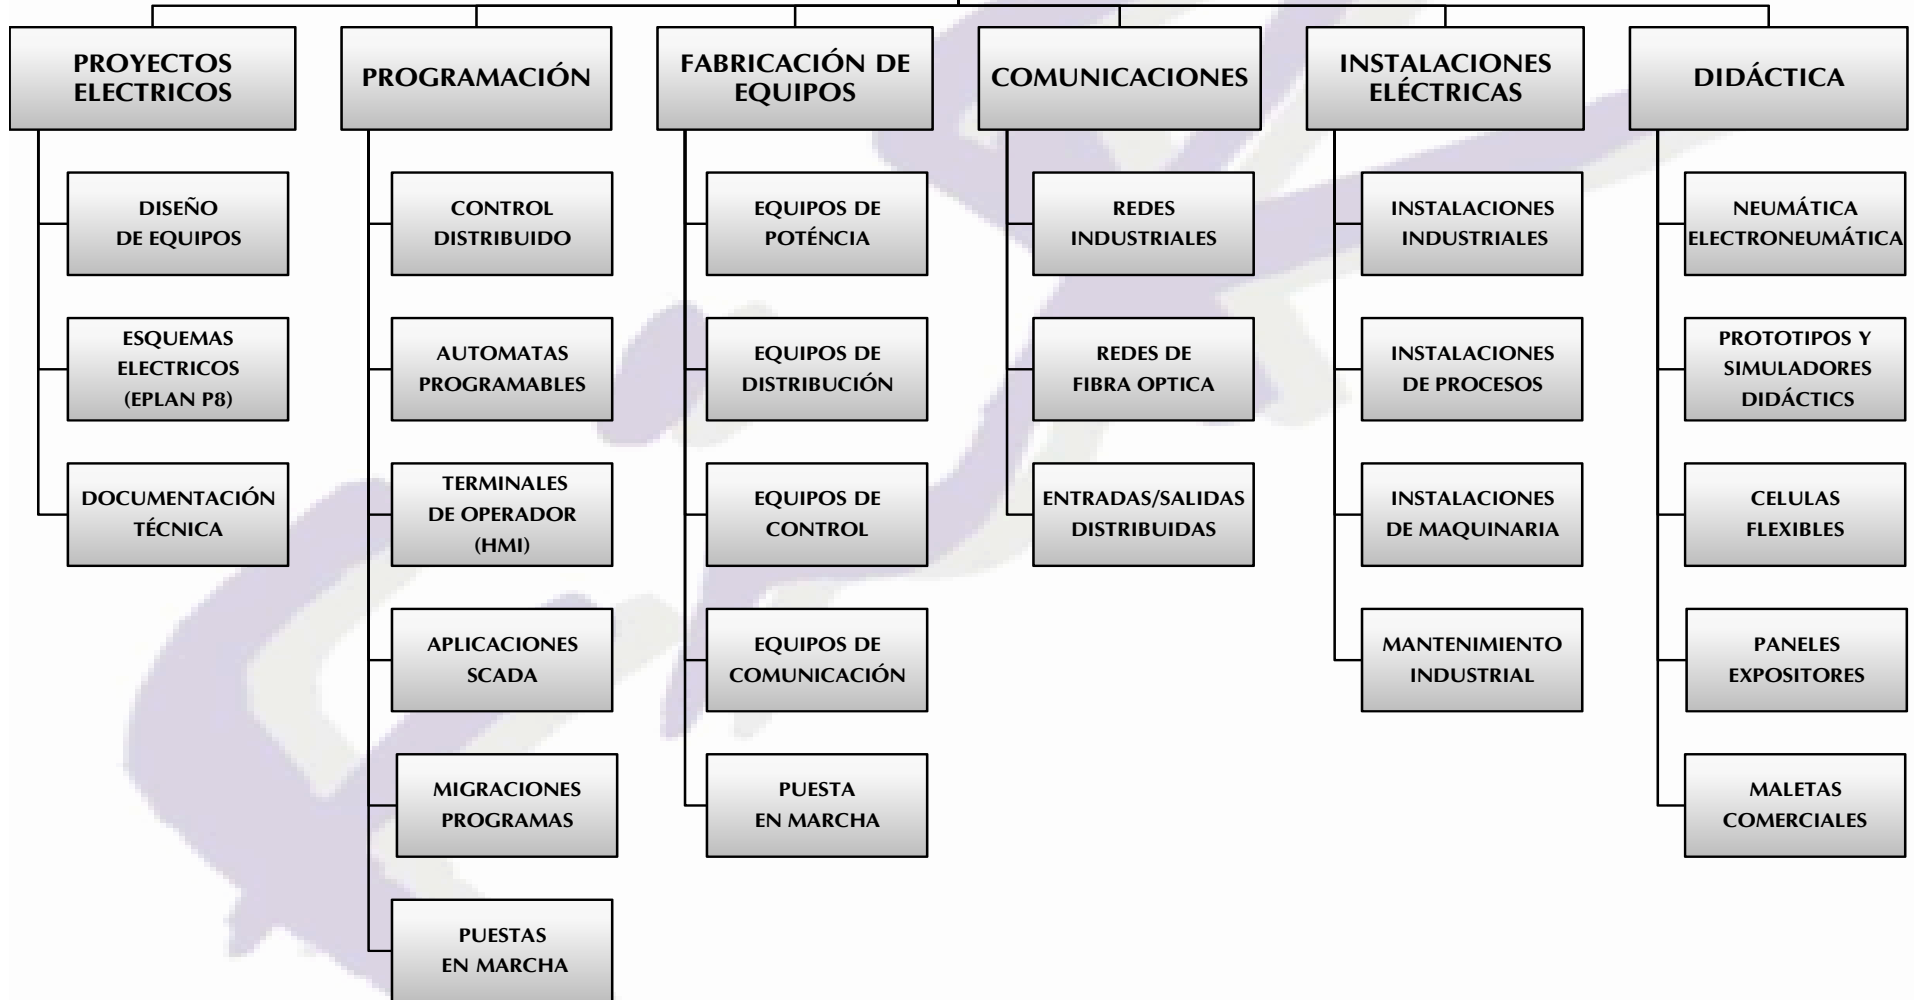 PROYECTOS
ELECTRICOS
DISEÑO
DE EQUIPOS
ESQUEMAS
ELECTRICOS
(EPLAN P8)
DOCUMENTACIÓN
TÉCNICA
PROGRAMACIÓN
CONTROL
DISTRIBUIDO
AUTOMATAS
PROGRAMABLES
TERMINALES
DE OPERADOR
(HMI)
APLICACIONES
SCADA
MIGRACIONES
PROGRAMAS
PUESTAS
EN MARCHA
FABRICACIÓN DE
EQUIPOS
EQUIPOS DE
POTÉNCIA
EQUIPOS DE
DISTRIBUCIÓN
EQUIPOS DE
CONTROL
EQUIPOS DE
COMUNICACIÓN
PUESTA
EN MARCHA
COMUNICACIONES
REDES
INDUSTRIALES
REDES DE
FIBRA OPTICA
ENTRADAS/SALIDAS
DISTRIBUIDAS
INSTALACIONES
ELÉCTRICAS
INSTALACIONES
INDUSTRIALES
INSTALACIONES
DE PROCESOS
INSTALACIONES
DE MAQUINARIA
MANTENIMIENTO
INDUSTRIAL
DIDÁCTICA
NEUMÁTICA
ELECTRONEUMÁTICA
PROTOTIPOS Y
SIMULADORES
DIDÁCTICS
CELULAS
FLEXIBLES
PANELES
EXPOSITORES
MALETAS
COMERCIALES